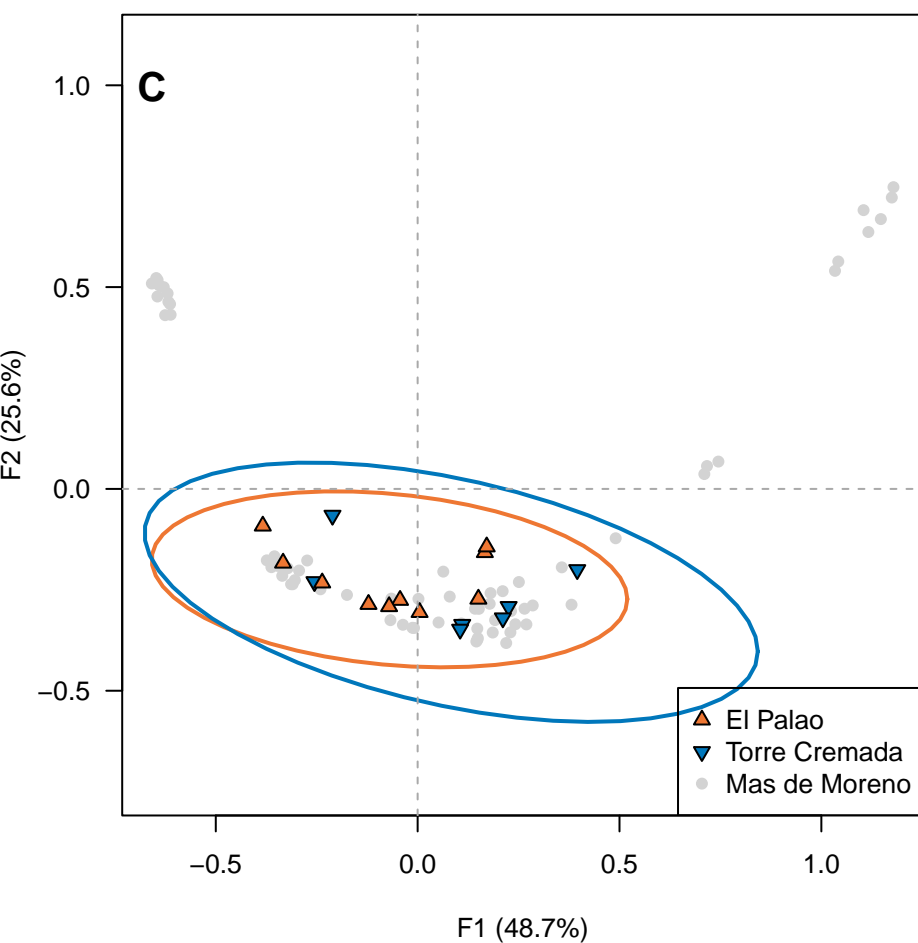 C
1.0
0.5
0.0
−0.5
F2 (25.6%)
El Palao
Torre Cremada
Mas de Moreno
−0.5
0.0
0.5
1.0
F1 (48.7%)